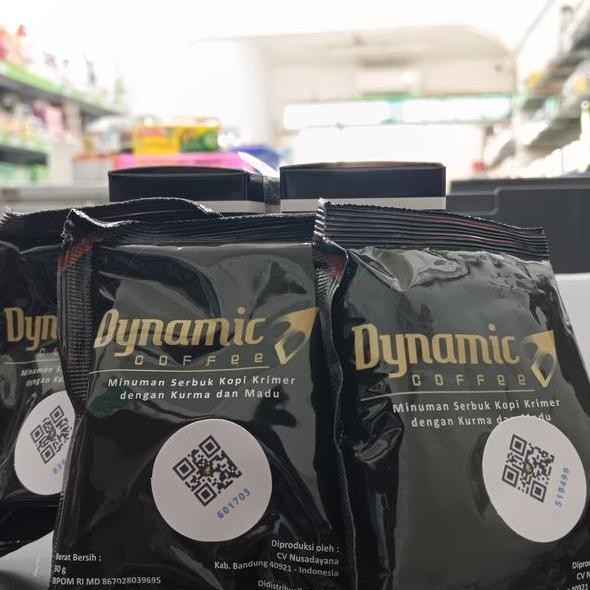 Dyn
Dynamic
COFFEE
Minuman Serbuk Kopi Krimer
dengan Kurma dan Madu
601703
Berat Bersih :
30 g
BPOM RI MD 867028039695
Diproduksi oleh :
CV Nusadayana
Kab. Bandung 40921 - Indonesia
Dynamic
COFFEE
Minuman Serbuk Kopi Krimer
dengan Kurma dan Madu
519499